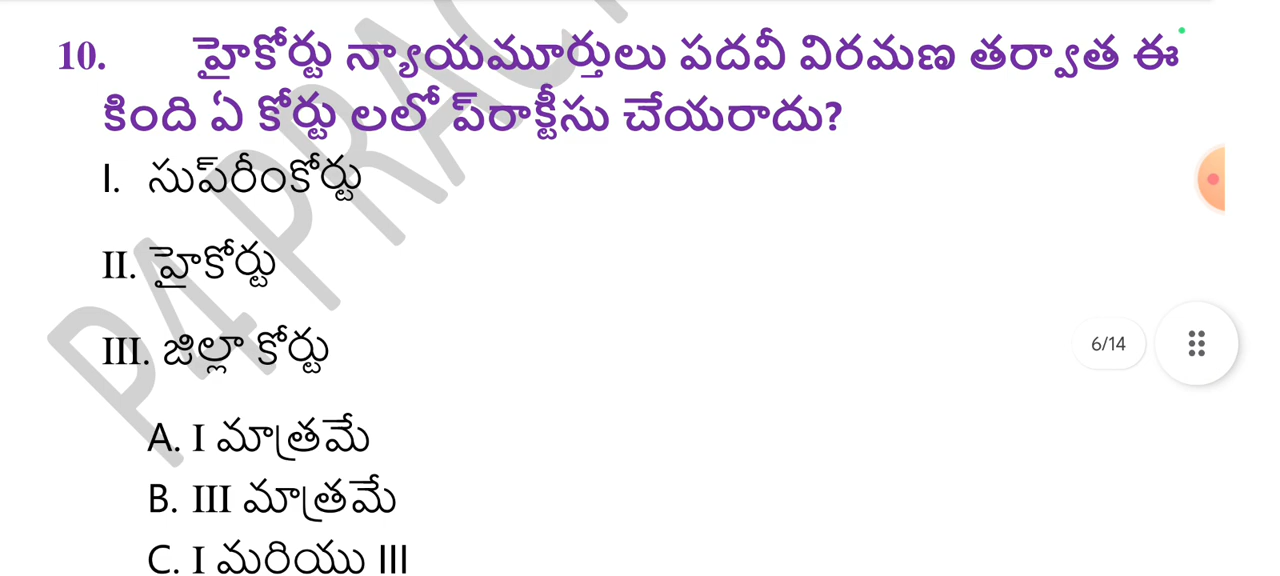 10. హైకోర్టు న్యాయమూర్తులు పదవీ విరమణ తర్వాత ఈ
కింది ఏ కోర్టు లలో ప్‌రాక్టీసు చేయరాదు?
I. సుప్‌రీంకోర్టు
II. హైకోర్టు
III. జిల్లా కోర్టు
6/14
A. I మాత్రమే
B. III మాత్రమే
C. I మరియు III